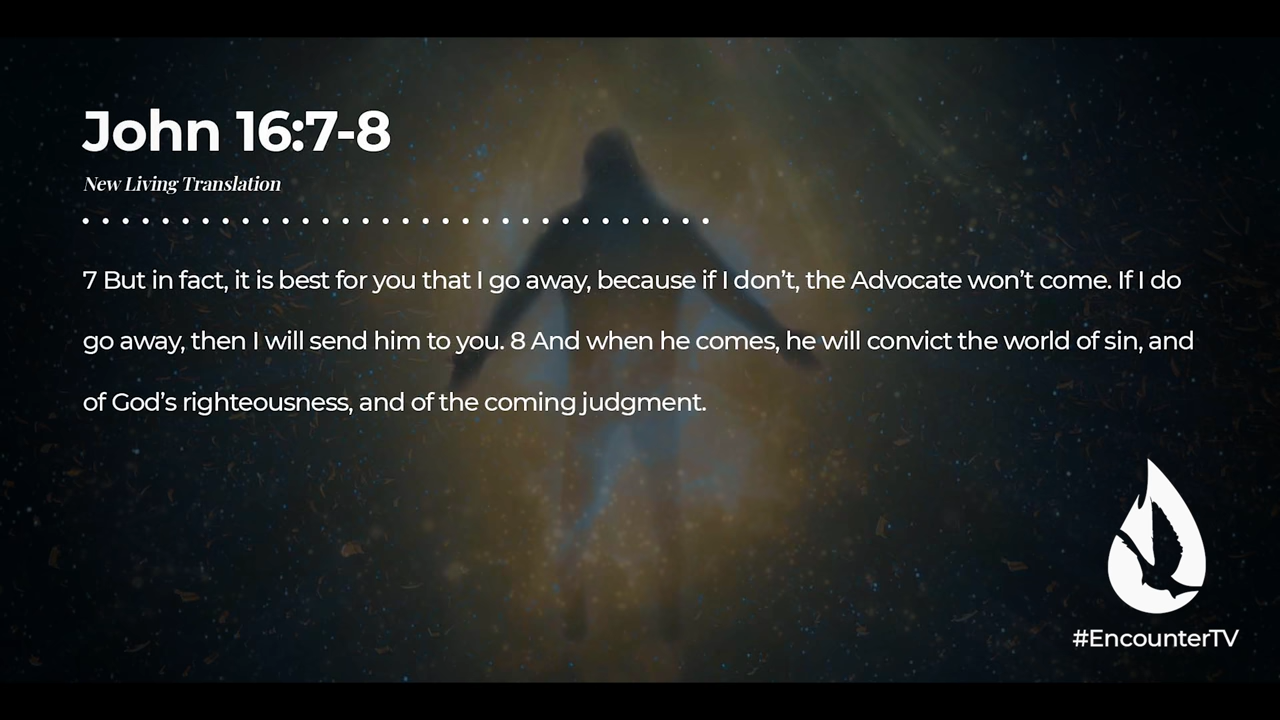 John 16:7-8
New Living Translation
7 But in fact, it is best for you that I go away, because if I don’t, the Advocate won’t come. If I do
go away, then I will send him to you. 8 And when he comes, he will convict the world of sin, and
of God’s righteousness, and of the coming judgment.
#EncounterTV